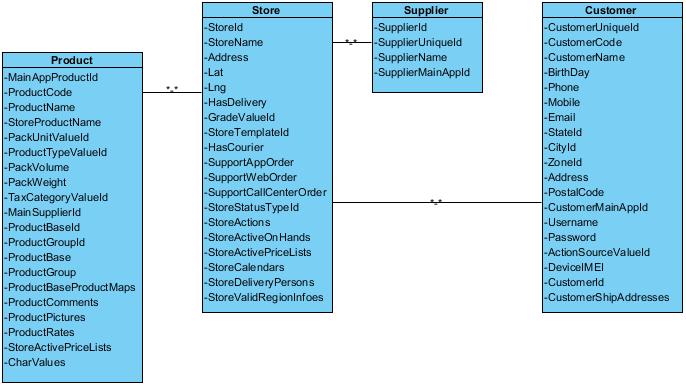 Product
-MainAppProductId
-ProductCode
-ProductName
-StoreProductName
-PackUnitValueId
-ProductTypeValueId
-PackVolume
-PackWeight
-TaxCategoryValueId
-MainSupplierId
-ProductBaseId
-ProductGroupId
-ProductBase
-ProductGroup
-ProductBaseProductMaps
-ProductComments
-ProductPictures
-ProductRates
-StoreActivePriceLists
-CharValues
*-*
Store
-StoreId
-StoreName
-Address
-Lat
-Lng
-HasDelivery
-GradeValueId
-StoreTemplateId
-HasCourier
-SupportAppOrder
-SupportWebOrder
-SupportCallCenterOrder
-StoreStatusTypeId
-StoreActions
-StoreActiveOnHands
-StoreActivePriceLists
-StoreCalendars
-StoreDeliveryPersons
-StoreValidRegionInfoes
*-*
Supplier
-SupplierId
-SupplierUniqueId
-SupplierName
-SupplierMainAppId
*-*
Customer
-CustomerUniqueId
-CustomerCode
-CustomerName
-BirthDay
-Phone
-Mobile
-Email
-StateId
-CityId
-ZoneId
-Address
-PostalCode
-CustomerMainAppId
-Username
-Password
-ActionSourceValueId
-DeviceIMEI
-CustomerId
-CustomerShipAddresses